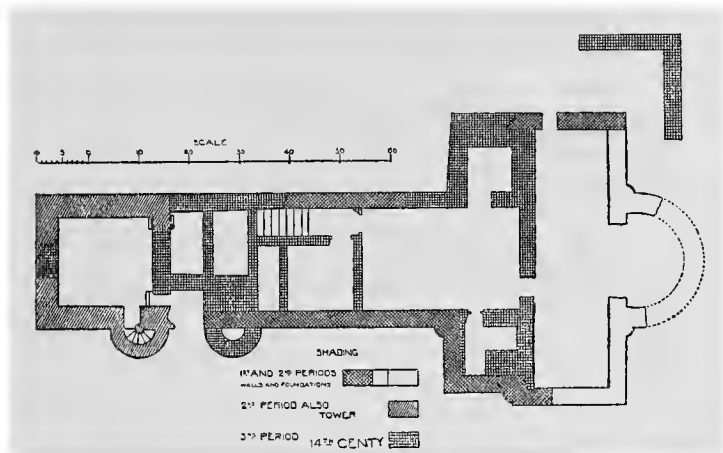 SCALE
0 5 10 20 30 40 50 60
SHADING
1ST AND 2ND PERIODS
WALLS AND FOUNDATIONS
2ND PERIOD ALSO
TOWER
3RD PERIOD 14TH CENTY